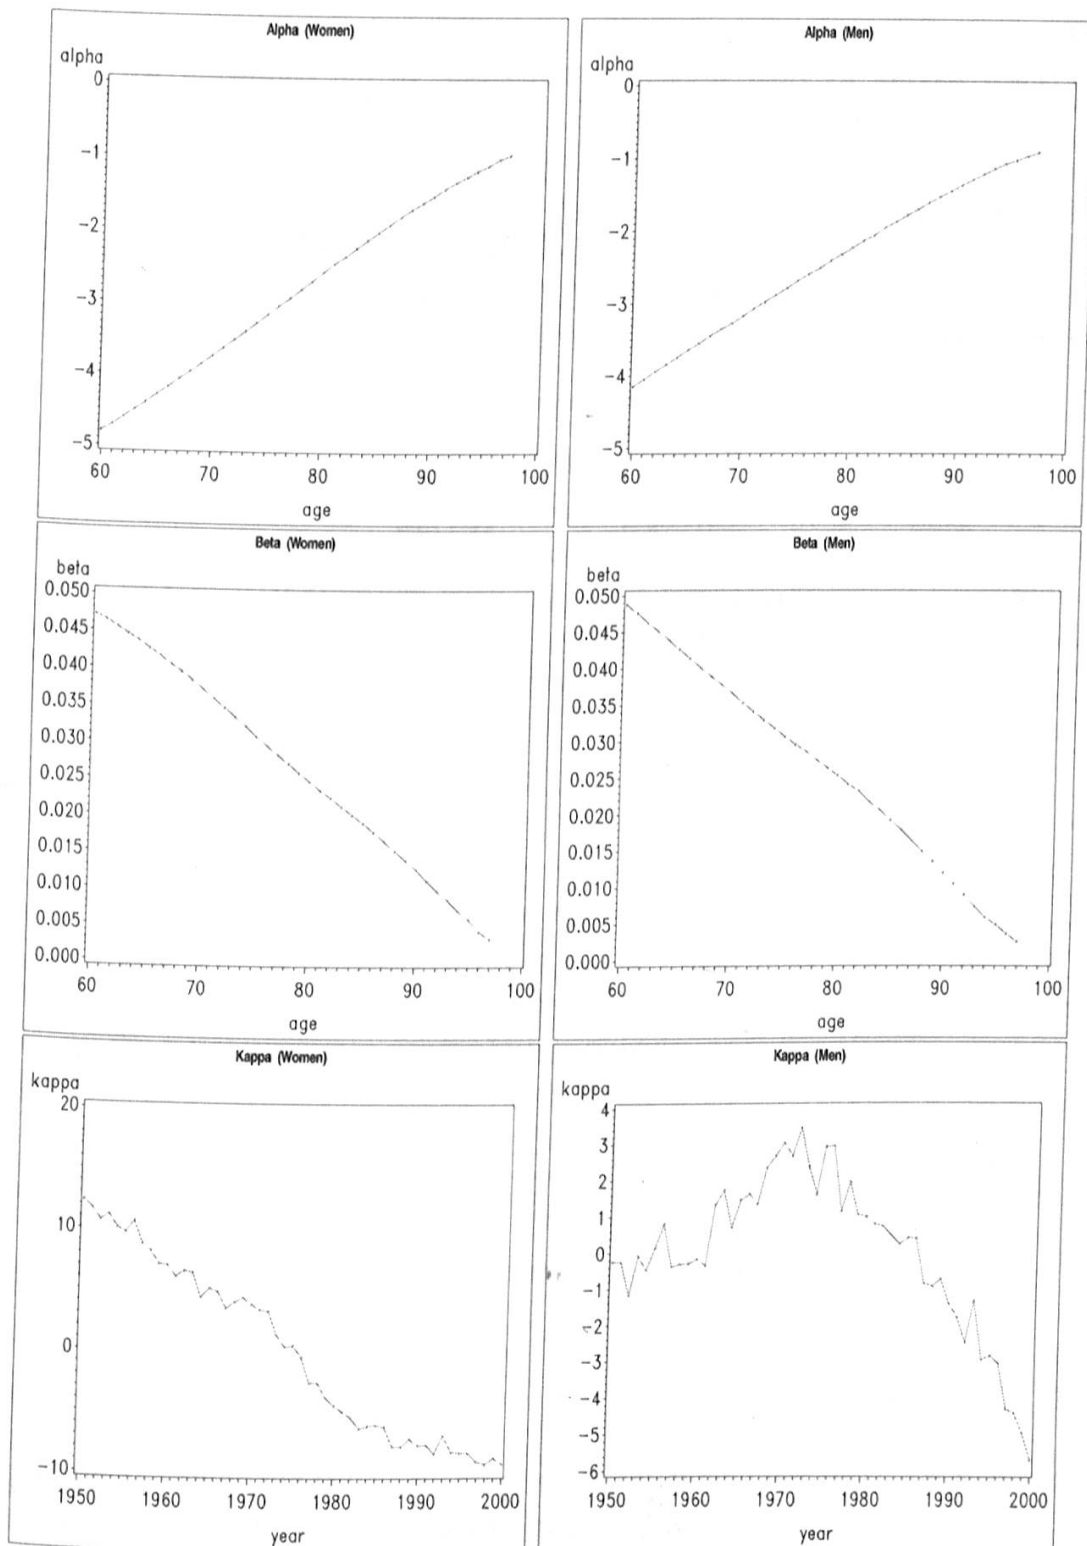 Alpha (Women)
alpha
0
−1
−2
−3
−4
−5
60 70 80 90 100
age
Alpha (Men)
alpha
0
−1
−2
−3
−4
−5
60 70 80 90 100
age
Beta (Women)
beta
0.050
0.045
0.040
0.035
0.030
0.025
0.020
0.015
0.010
0.005
0.000
60 70 80 90 100
age
Beta (Men)
beta
0.050
0.045
0.040
0.035
0.030
0.025
0.020
0.015
0.010
0.005
0.000
60 70 80 90 100
age
Kappa (Women)
kappa
20
10
0
−10
1950 1960 1970 1980 1990 2000
year
Kappa (Men)
kappa
4
3
2
1
0
−1
−2
−3
−4
−5
−6
1950 1960 1970 1980 1990 2000
year